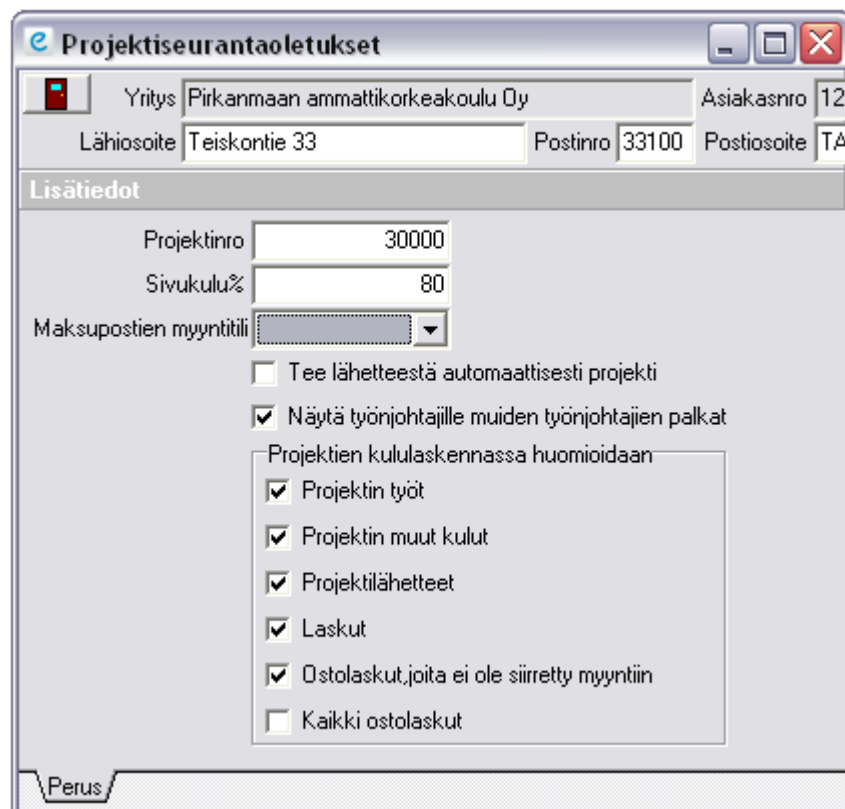 Projektiseurantaoletukset
Yritys Pirkanmaan ammattikorkeakoulu Oy Asiakasnro 12
Lähiosoite Teiskontie 33 Postinro 33100 Postiosoite TA
Lisätiedot
Projektinro 30000
Sivukulu% 80
Maksupostien myyntitili
Tee lähetteestä automaattisesti projekti
Näytä työnjohtajille muiden työnjohtajien palkat
Projektien kululaskennassa huomioidaan
Projektin työt
Projektin muut kulut
Projektilähetteet
Laskut
Ostolaskut,joita ei ole siirretty myyntiin
Kaikki ostolaskut
Perus